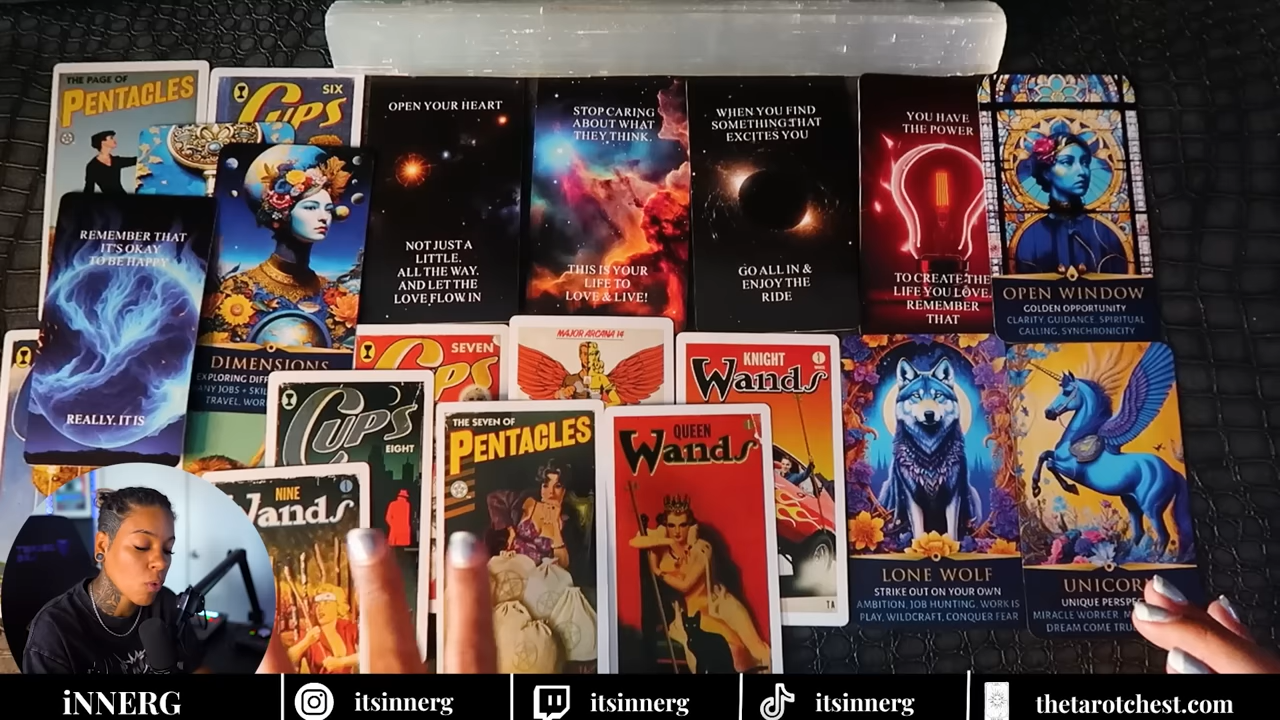 THE PAGE OF
PENTACLES
SIX
Cups
REMEMBER THAT
IT'S OKAY
TO BE HAPPY
REALLY. IT IS
DIMENSIONS
EXPLORING
TRAVEL,
OPEN YOUR HEART
NOT JUST A
LITTLE.
ALL THE WAY.
AND LET THE
LOVE FLOW IN
STOP CARING
ABOUT WHAT
THEY THINK.
THIS IS YOUR
LIFE TO
LOVE & LIVE!
WHEN YOU FIND
SOMETHING THAT
EXCITES YOU
GO ALL IN &
ENJOY THE
RIDE
YOU HAVE
THE POWER
TO CREATE THE
LIFE YOU LOVE.
REMEMBER
THAT
OPEN WINDOW
GOLDEN OPPORTUNITY
CLARITY, GUIDANCE, SPIRITUAL
CALLING, SYNCHRONICITY
SEVEN
Cups
MAJOR ARCANA 14
KNIGHT
Wands
7A
CUP'S
EIGHT
THE SEVEN OF
PENTACLES
QUEEN
Wands
NINE
Wands
LONE WOLF
STRIKE OUT ON YOUR OWN
AMBITION, JOB HUNTING, WORK IS
PLAY, WILDCRAFT, CONQUER FEAR
UNICORN
UNIQUE
MIRACLE WORKER,
DREAM COME
iNNERG
itsinnerg
itsinnerg
itsinnerg
thetarotchest.com